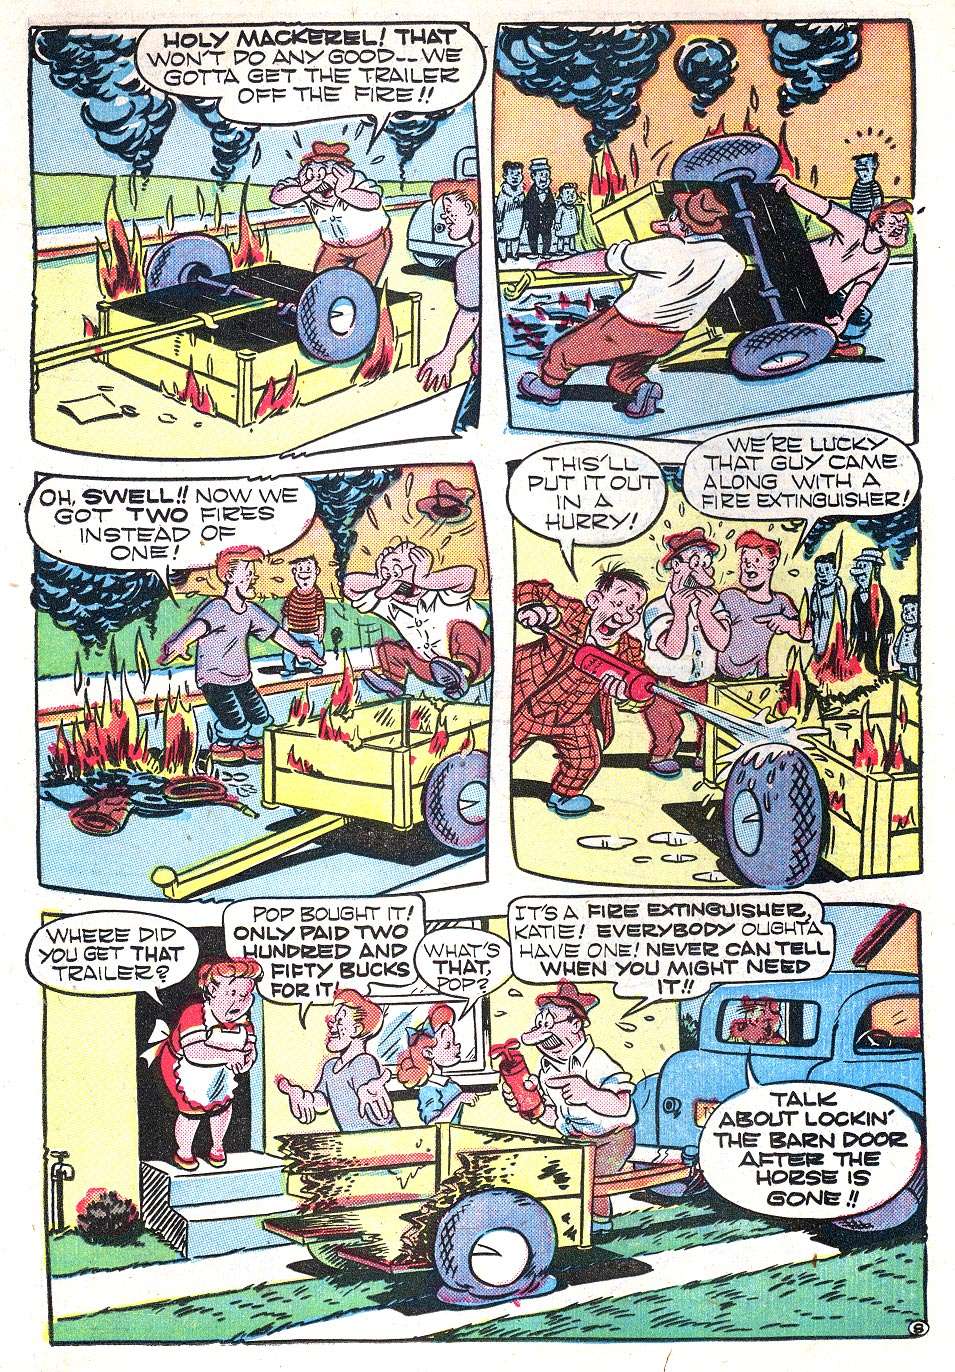 HOLY MACKEREL! THAT
WON'T DO ANY GOOD--WE
GOTTA GET THE TRAILER
OFF THE FIRE!!
OH, SWELL!! NOW WE
GOT TWO FIRES
INSTEAD OF
ONE!
THIS'LL
PUT IT OUT
IN A
HURRY!
WE'RE LUCKY
THAT GUY CAME
ALONG WITH A
FIRE EXTINGUISHER!
WHERE DID
YOU GET THAT
TRAILER?
POP BOUGHT IT!
ONLY PAID TWO
HUNDRED AND
FIFTY BUCKS
FOR IT!
WHAT'S
THAT,
POP?
IT'S A FIRE EXTINGUISHER,
KATIE! EVERYBODY OUGHTA
HAVE ONE! NEVER CAN TELL
WHEN YOU MIGHT NEED
IT!!
TALK
ABOUT LOCKIN'
THE BARN DOOR
AFTER THE
HORSE IS
GONE!!
8